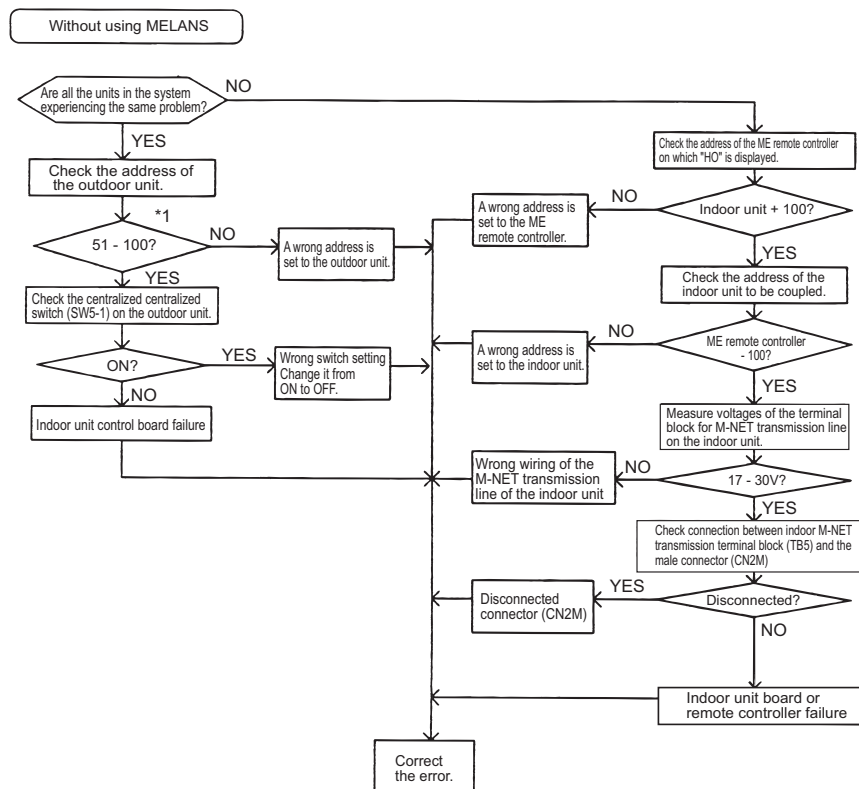 Without using MELANS
Are all the units in the system
experiencing the same problem?
NO
YES
Check the address of
the outdoor unit.
*1
51 - 100?
NO
A wrong address is
set to the outdoor unit.
YES
Check the centralized centralized
switch (SW5-1) on the outdoor unit.
ON?
YES
Wrong switch setting
Change it from
ON to OFF.
NO
Indoor unit control board failure
Check the address of the ME remote controller
on which "HO" is displayed.
Indoor unit + 100?
NO
A wrong address is
set to the ME
remote controller.
YES
Check the address of the
indoor unit to be coupled.
ME remote controller
- 100?
NO
A wrong address is
set to the indoor unit.
YES
Measure voltages of the terminal
block for M-NET transmission line
on the indoor unit.
17 - 30V?
NO
Wrong wiring of the
M-NET transmission
line of the indoor unit
YES
Check connection between indoor M-NET
transmission terminal block (TB5) and the
male connector (CN2M)
Disconnected?
YES
Disconnected
connector (CN2M)
NO
Indoor unit board or
remote controller failure
Correct
the error.